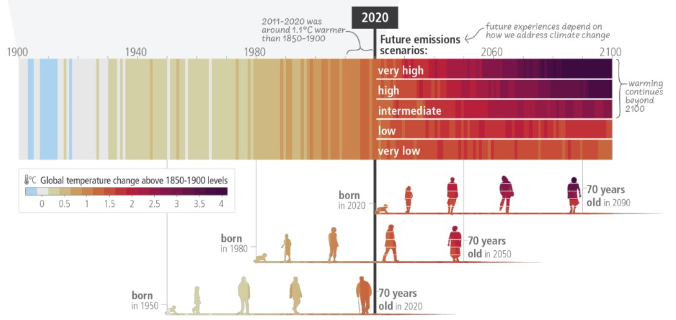 2011-2020 was
around 1.1°C warmer
than 1850-1900
2020
future experiences depend on
how we address climate change
Future emissions
scenarios:
1900
1940
1980
2060
2100
very high
high
intermediate
low
very low
warming
continues
beyond
2100
°C Global temperature change above 1850-1900 levels
0 0.5 1 1.5 2 2.5 3 3.5 4
born
in 2020
70 years
old in 2090
born
in 1980
70 years
old in 2050
born
in 1950
70 years
old in 2020